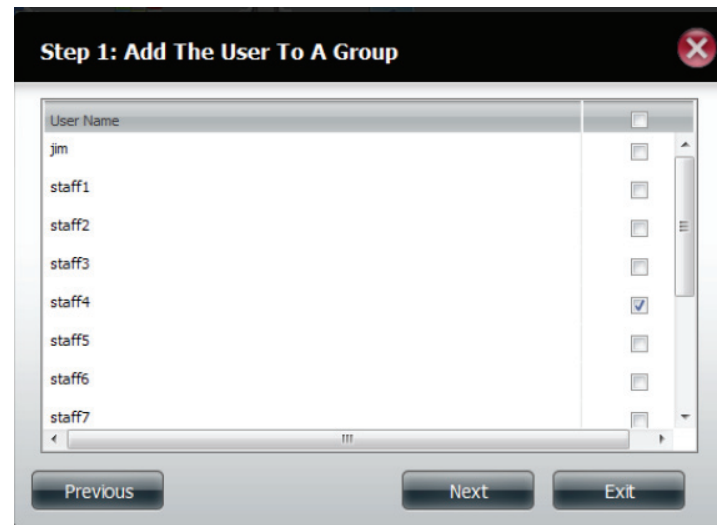 Step 1: Add The User To A Group
User Name
jim
staff1
staff2
staff3
staff4
staff5
staff6
staff7
Previous
Next
Exit